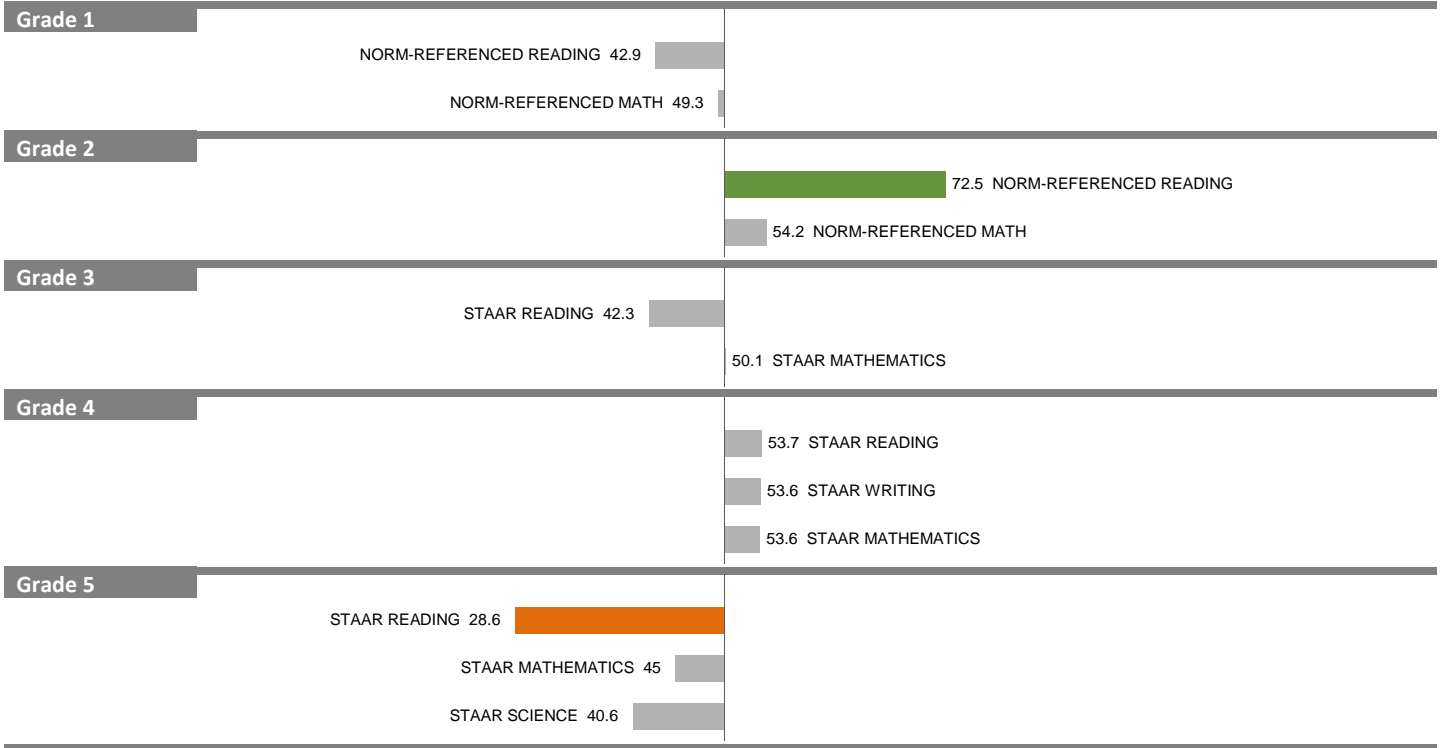 Grade 1
NORM-REFERENCED READING 42.9
NORM-REFERENCED MATH 49.3
Grade 2
72.5 NORM-REFERENCED READING
54.2 NORM-REFERENCED MATH
Grade 3
STAAR READING 42.3
50.1 STAAR MATHEMATICS
Grade 4
53.7 STAAR READING
53.6 STAAR WRITING
53.6 STAAR MATHEMATICS
Grade 5
STAAR READING 28.6
STAAR MATHEMATICS 45
STAAR SCIENCE 40.6